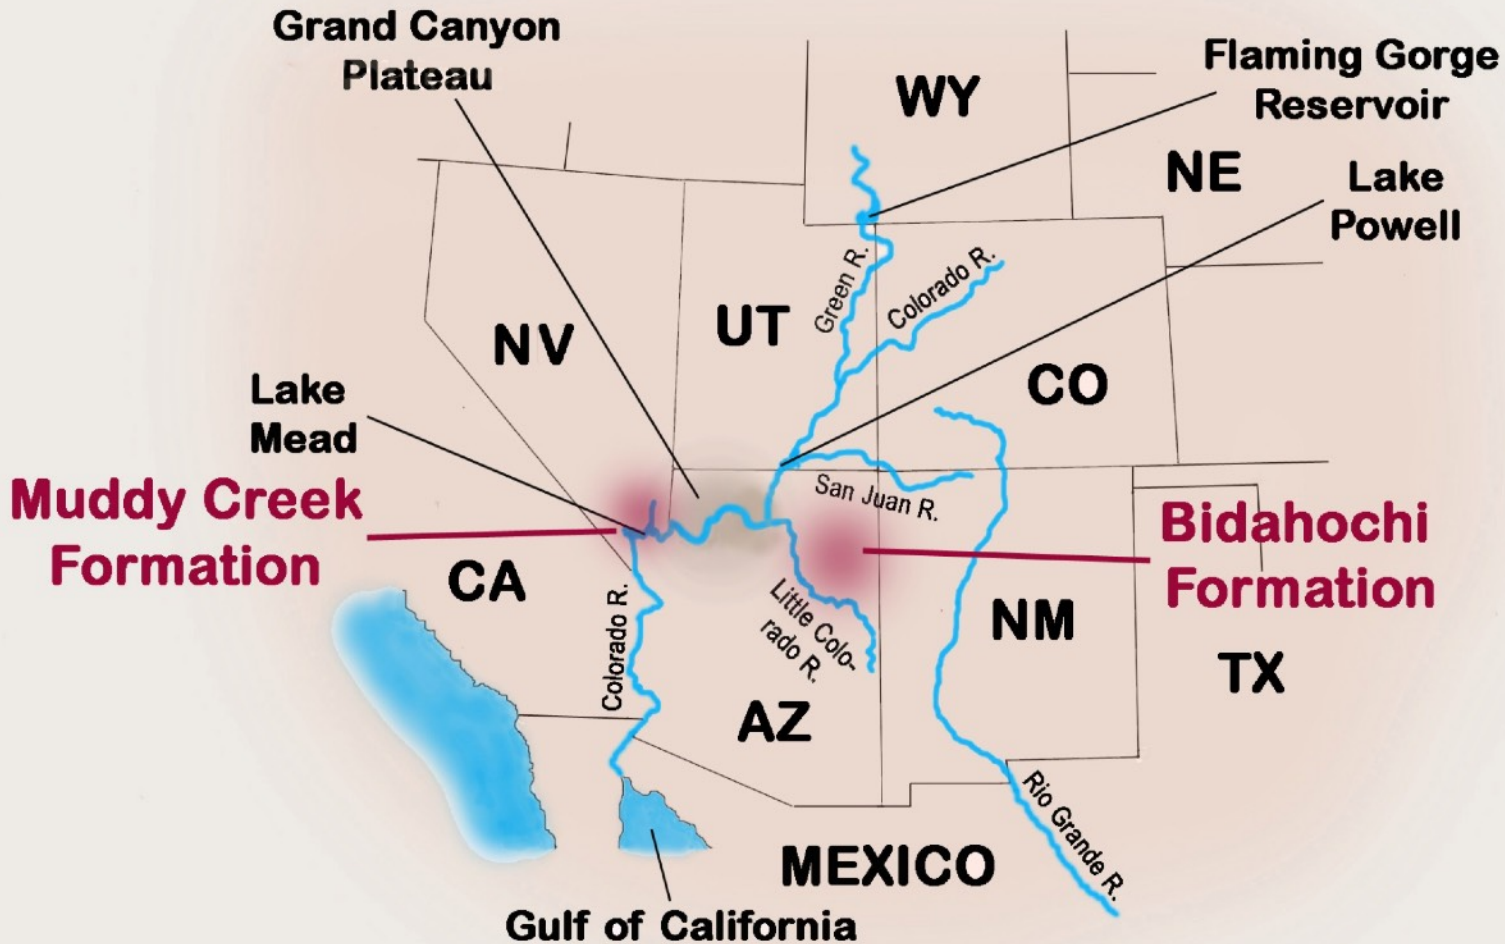 Grand Canyon
Plateau
Flaming Gorge
Reservoir
WY
NE
Lake
Powell
Green R.
Colorado R.
UT
NV
CO
Lake
Mead
Muddy Creek
Formation
San Juan R.
Bidahochi
Formation
CA
Colorado R.
Little Colo-
rado R.
NM
TX
AZ
Rio Grande R.
MEXICO
Gulf of California